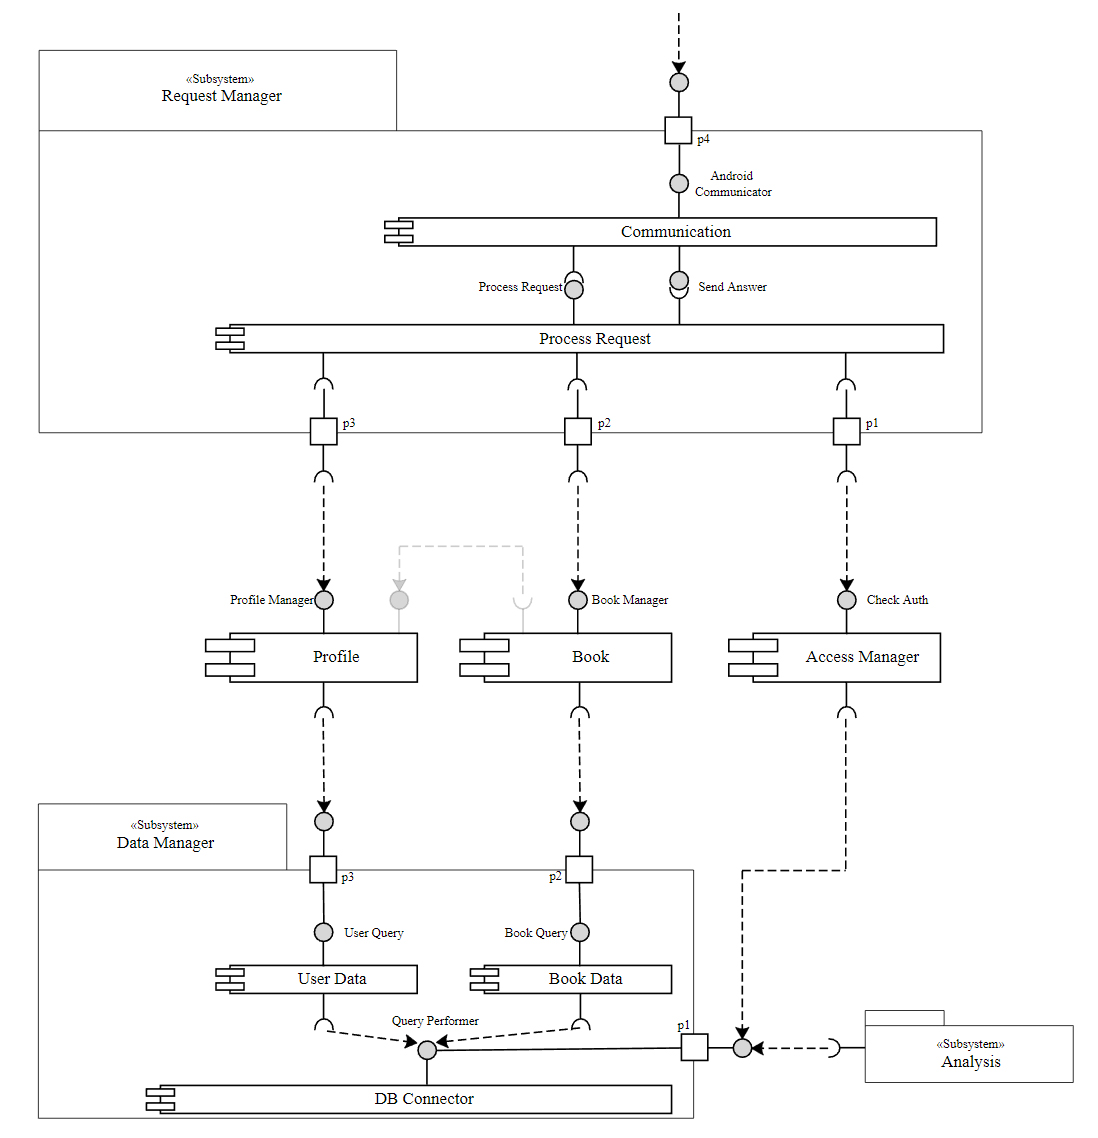 «Subsystem»
Request Manager
p4
Android
Communicator
Communication
Process Request
Send Answer
Process Request
p3
p2
p1
Profile Manager
Book Manager
Check Auth
Profile
Book
Access Manager
«Subsystem»
Data Manager
p3
p2
User Query
Book Query
User Data
Book Data
Query Performer
p1
«Subsystem»
Analysis
DB Connector